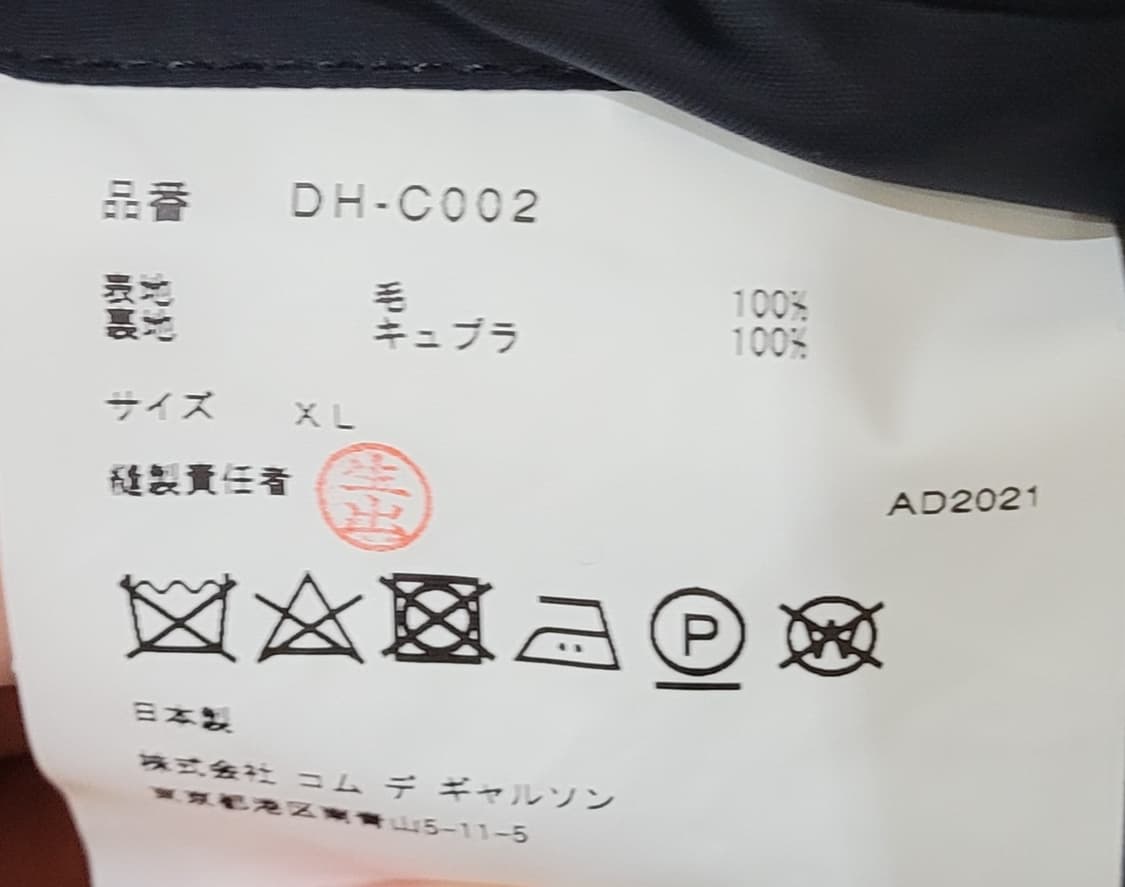 品番 DH-C002
表地 毛 100%
裏地 キュプラ 100%
サイズ XL
縫製責任者 生出
AD2021
P
W
日本製
株式会社 コム デ ギャルソン
東京都港区南青山5-11-5